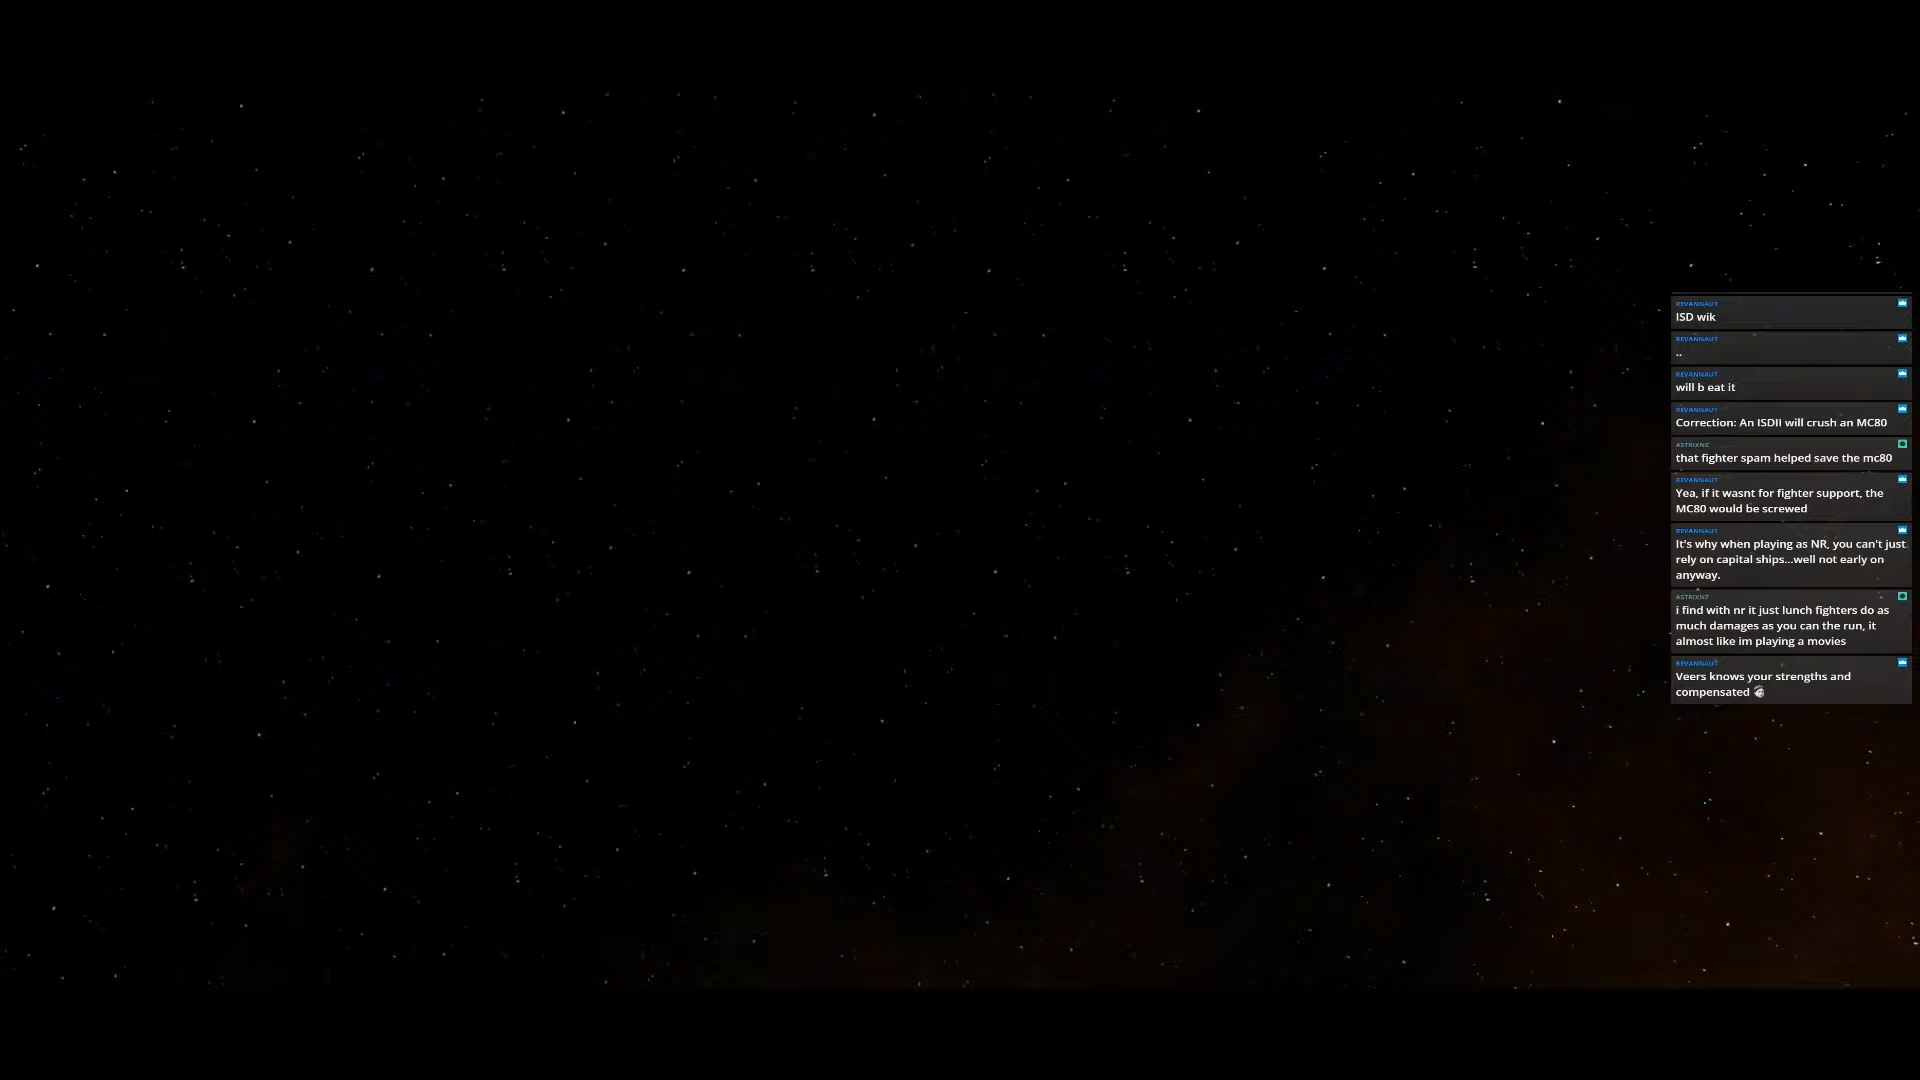 REVANNAUT
ISD wik
REVANNAUT
..
REVANNAUT
will b eat it
REVANNAUT
Correction: An ISDII will crush an MC80
ASTRIXNZ
that fighter spam helped save the mc80
REVANNAUT
Yea, if it wasnt for fighter support, the
MC80 would be screwed
REVANNAUT
It's why when playing as NR, you can't just
rely on capital ships...well not early on
anyway.
ASTRIXNZ
i find with nr it just lunch fighters do as
much damages as you can the run, it
almost like im playing a movies
REVANNAUT
Veers knows your strengths and
compensated